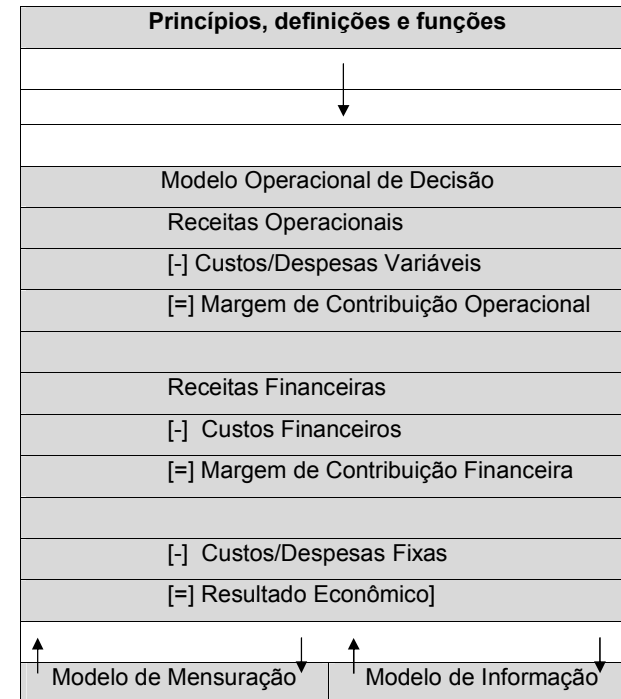 Princípios, definições e funções
Modelo Operacional de Decisão
Receitas Operacionais
[-] Custos/Despesas Variáveis
[=] Margem de Contribuição Operacional
Receitas Financeiras
[-] Custos Financeiros
[=] Margem de Contribuição Financeira
[-] Custos/Despesas Fixas
[=] Resultado Econômico]
Modelo de Mensuração
Modelo de Informação